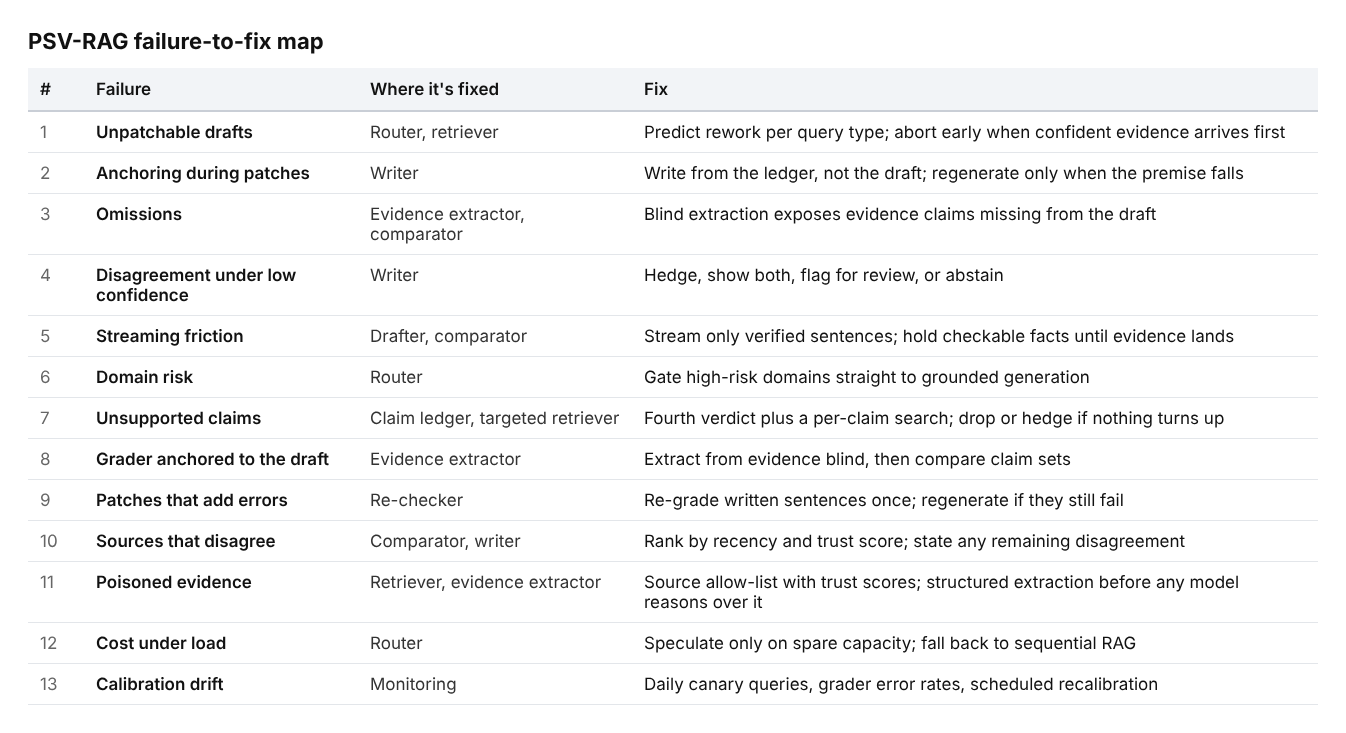 PSV-RAG failure-to-fix map
# Failure Where it's fixed Fix
1 Unpatchable drafts Router, retriever Predict rework per query type; abort early when confident evidence arrives first
2 Anchoring during patches Writer Write from the ledger, not the draft; regenerate only when the premise falls
3 Omissions Evidence extractor, Blind extraction exposes evidence claims missing from the draft
comparator
4 Disagreement under low Writer Hedge, show both, flag for review, or abstain
confidence
5 Streaming friction Drafter, comparator Stream only verified sentences; hold checkable facts until evidence lands
6 Domain risk Router Gate high-risk domains straight to grounded generation
7 Unsupported claims Claim ledger, targeted retriever Fourth verdict plus a per-claim search; drop or hedge if nothing turns up
8 Grader anchored to the draft Evidence extractor Extract from evidence blind, then compare claim sets
9 Patches that add errors Re-checker Re-grade written sentences once; regenerate if they still fail
10 Sources that disagree Comparator, writer Rank by recency and trust score; state any remaining disagreement
11 Poisoned evidence Retriever, evidence extractor Source allow-list with trust scores; structured extraction before any model
reasons over it
12 Cost under load Router Speculate only on spare capacity; fall back to sequential RAG
13 Calibration drift Monitoring Daily canary queries, grader error rates, scheduled recalibration